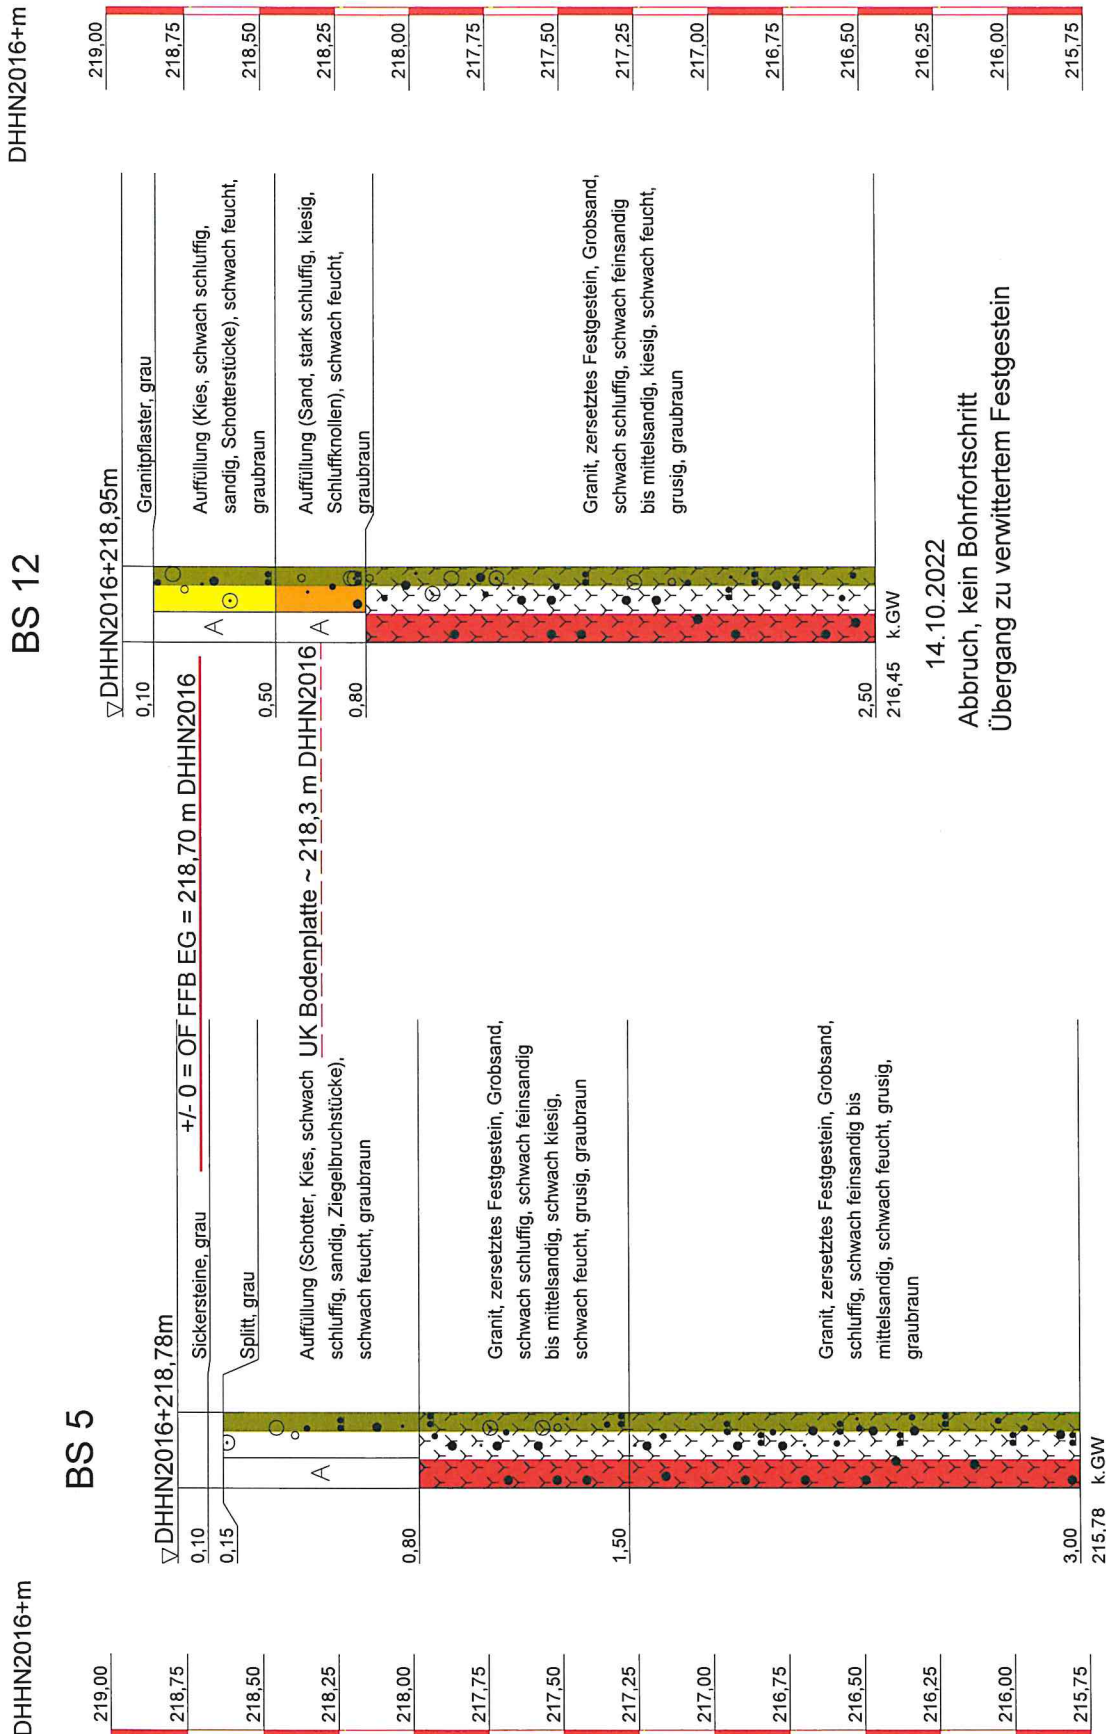 DHHN2016+m
219,00
218,75
218,50
218,25
218,00
217,75
217,50
217,25
217,00
216,75
216,50
216,25
216,00
215,75
BS 5
DHHN2016+218,78m
0,10
0,15
0,80
1,50
3,00
215,78
k.GW
A
Sickersteine, grau
Splitt, grau
Auffüllung (Schotter, Kies, schwach
schluffig, sandig, Ziegelbruchstücke),
schwach feucht, graubraun
Granit, zersetztes Festgestein, Grobsand,
schwach schluffig, schwach feinsandig
bis mittelsandig, schwach kiesig,
schwach feucht, grusig, graubraun
Granit, zersetztes Festgestein, Grobsand,
schluffig, schwach feinsandig bis
mittelsandig, schwach feucht, grusig,
graubraun
+/- 0 = OF FFB EG = 218,70 m DHHN2016
UK Bodenplatte ~ 218,3 m DHHN2016
BS 12
DHHN2016+218,95m
0,10
0,50
0,80
2,50
216,45
k.GW
A
A
Granitpflaster, grau
Auffüllung (Kies, schwach schluffig,
sandig, Schotterstücke), schwach feucht,
graubraun
Auffüllung (Sand, stark schluffig, kiesig,
Schluffknollen), schwach feucht,
graubraun
Granit, zersetztes Festgestein, Grobsand,
schwach schluffig, schwach feinsandig
bis mittelsandig, kiesig, schwach feucht,
grusig, graubraun
14.10.2022
Abbruch, kein Bohrfortschritt
Übergang zu verwittertem Festgestein
DHHN2016+m
219,00
218,75
218,50
218,25
218,00
217,75
217,50
217,25
217,00
216,75
216,50
216,25
216,00
215,75